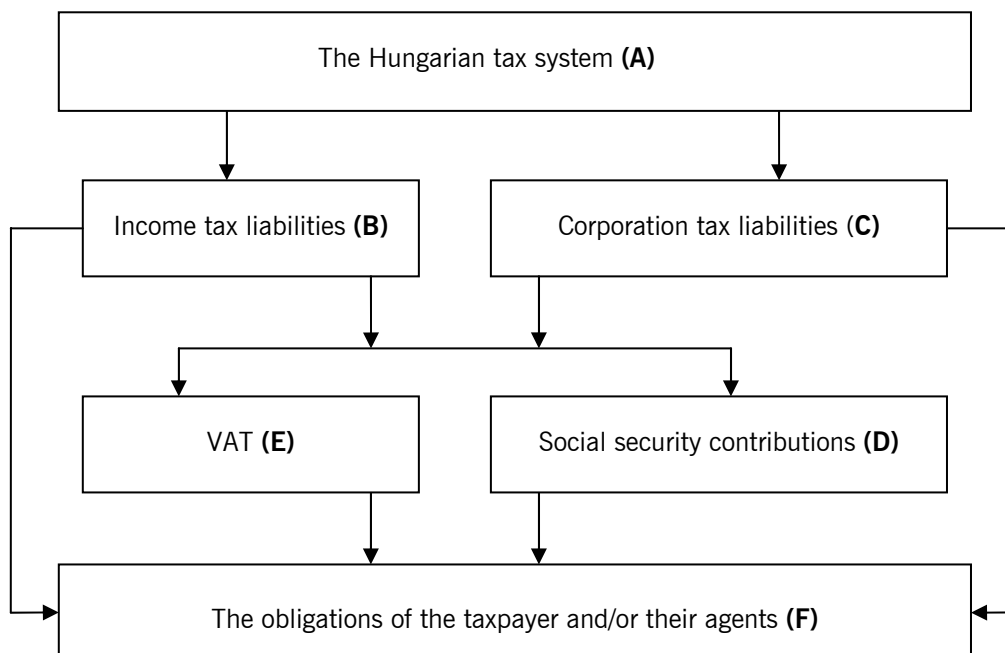 The Hungarian tax system (A)
Income tax liabilities (B)
Corporation tax liabilities (C)
VAT (E)
Social security contributions (D)
The obligations of the taxpayer and/or their agents (F)